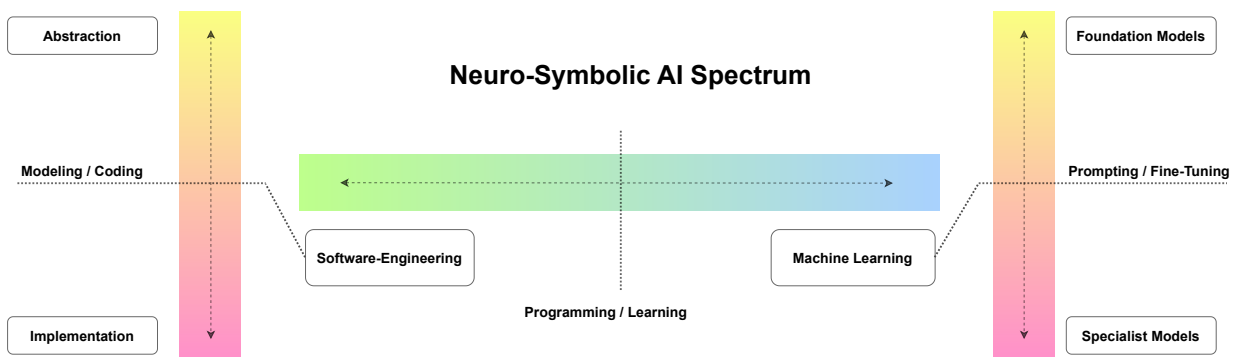 Abstraction
Foundation Models
Neuro-Symbolic AI Spectrum
Modeling / Coding
Prompting / Fine-Tuning
Software-Engineering
Machine Learning
Programming / Learning
Implementation
Specialist Models